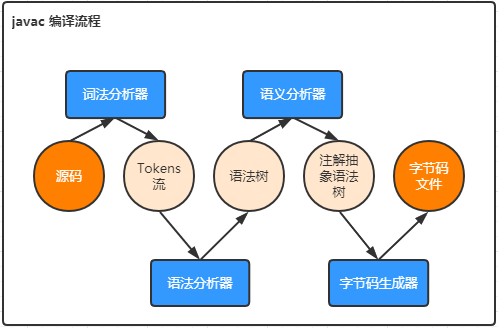 javac 编译流程
词法分析器
语义分析器
源码
Tokens
流
语法树
注解抽
象语法
树
字节码
文件
语法分析器
字节码生成器